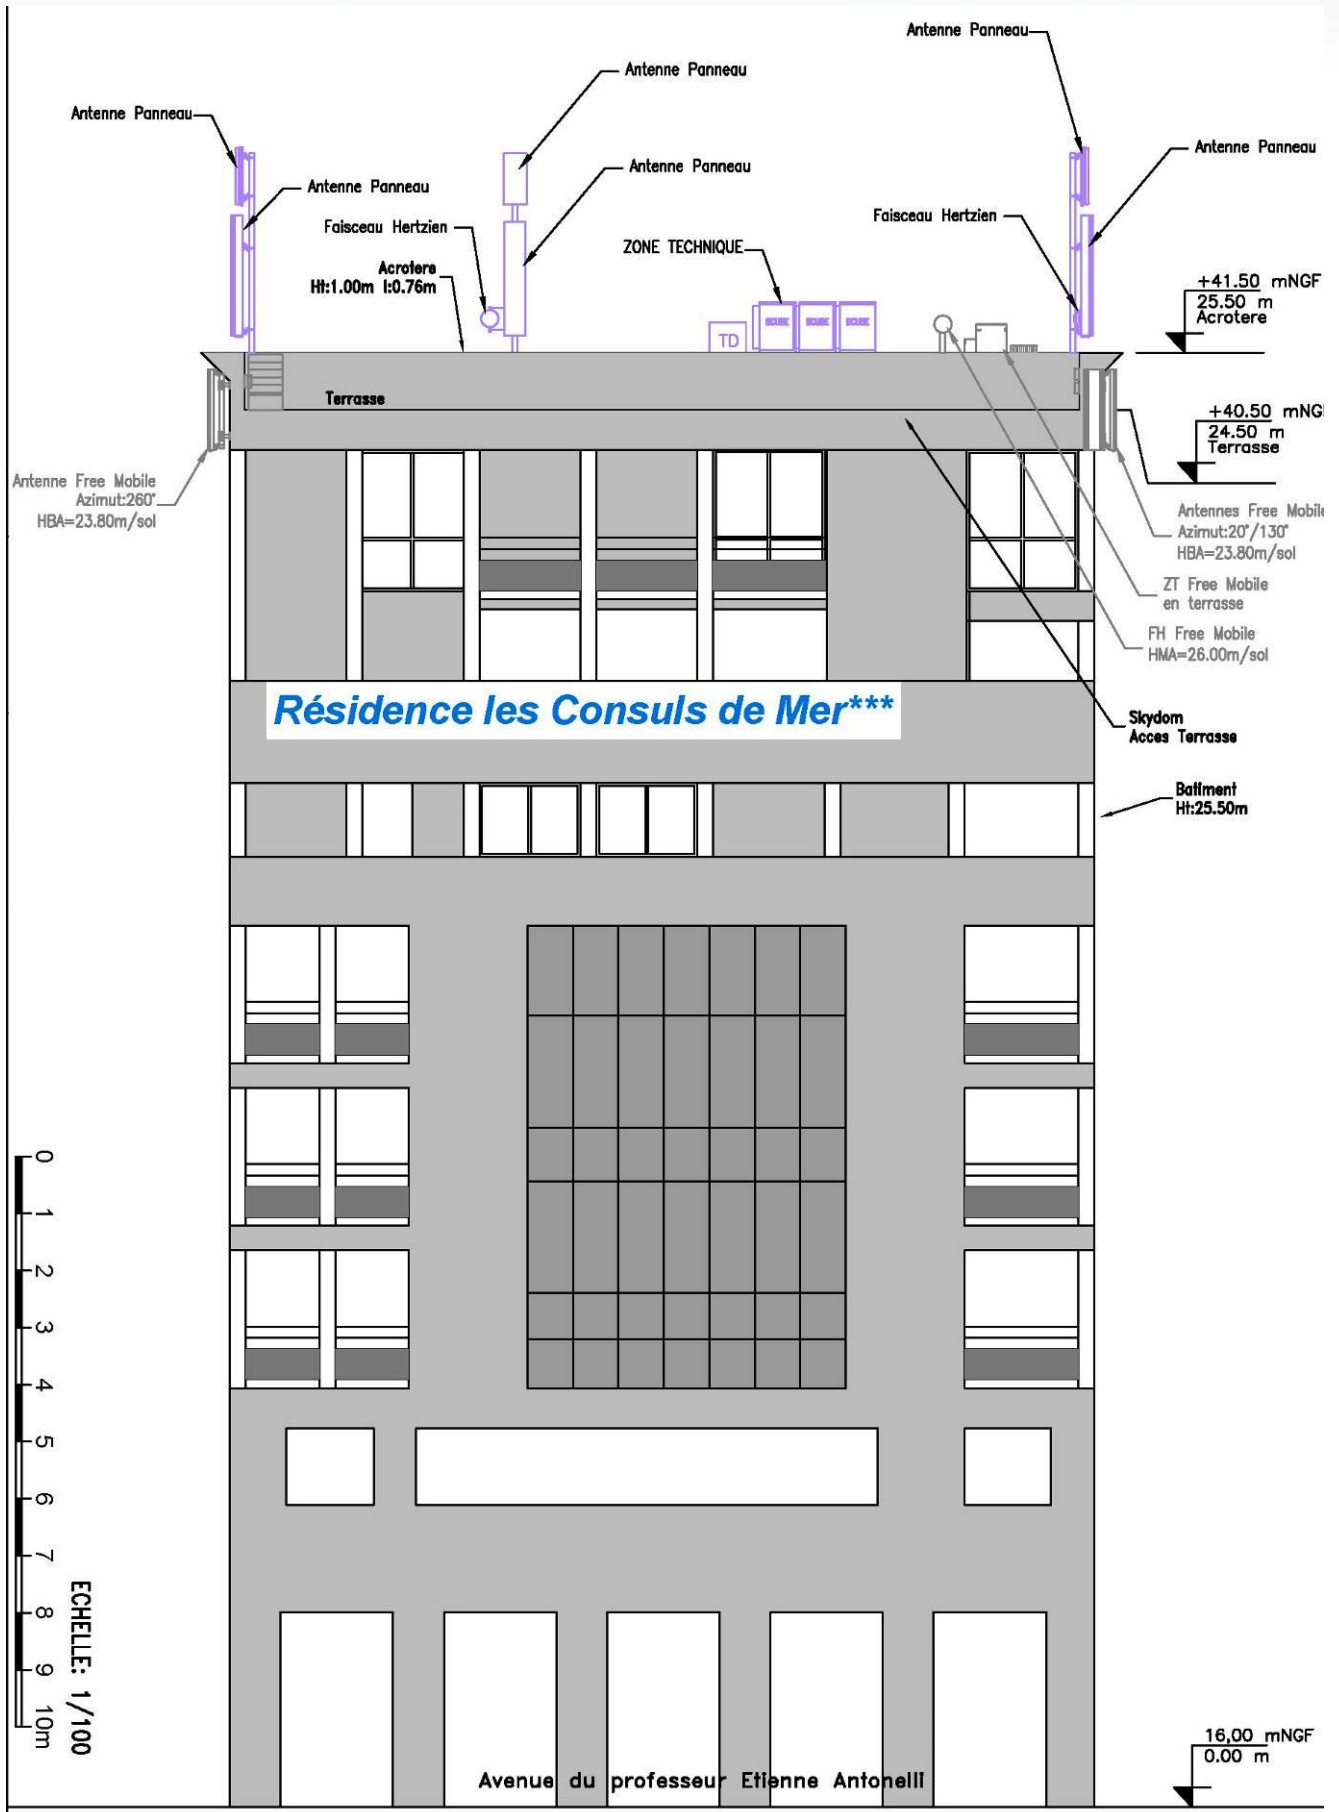 Antenne Panneau
Antenne Panneau
Antenne Panneau
Antenne Panneau
Antenne Panneau
Antenne Panneau
Faisceau Hertzien
Faisceau Hertzien
ZONE TECHNIQUE
Acrotere
Ht:1.00m l:0.76m
+41.50 mNGF
25.50 m
Acrotere
TD
Terrasse
+40.50 mNGF
24.50 m
Terrasse
Antenne Free Mobile
Azimut:260°
HBA=23.80m/sol
Antennes Free Mobile
Azimut:20°/130°
HBA=23.80m/sol
ZT Free Mobile
en terrasse
FH Free Mobile
HMA=26.00m/sol
Résidence les Consuls de Mer***
Skydom
Acces Terrasse
Batiment
Ht:25.50m
0
1
2
3
4
5
6
7
8
9
10m
ECHELLE: 1/100
16,00 mNGF
0.00 m
Avenue du professeur Etienne Antonelli